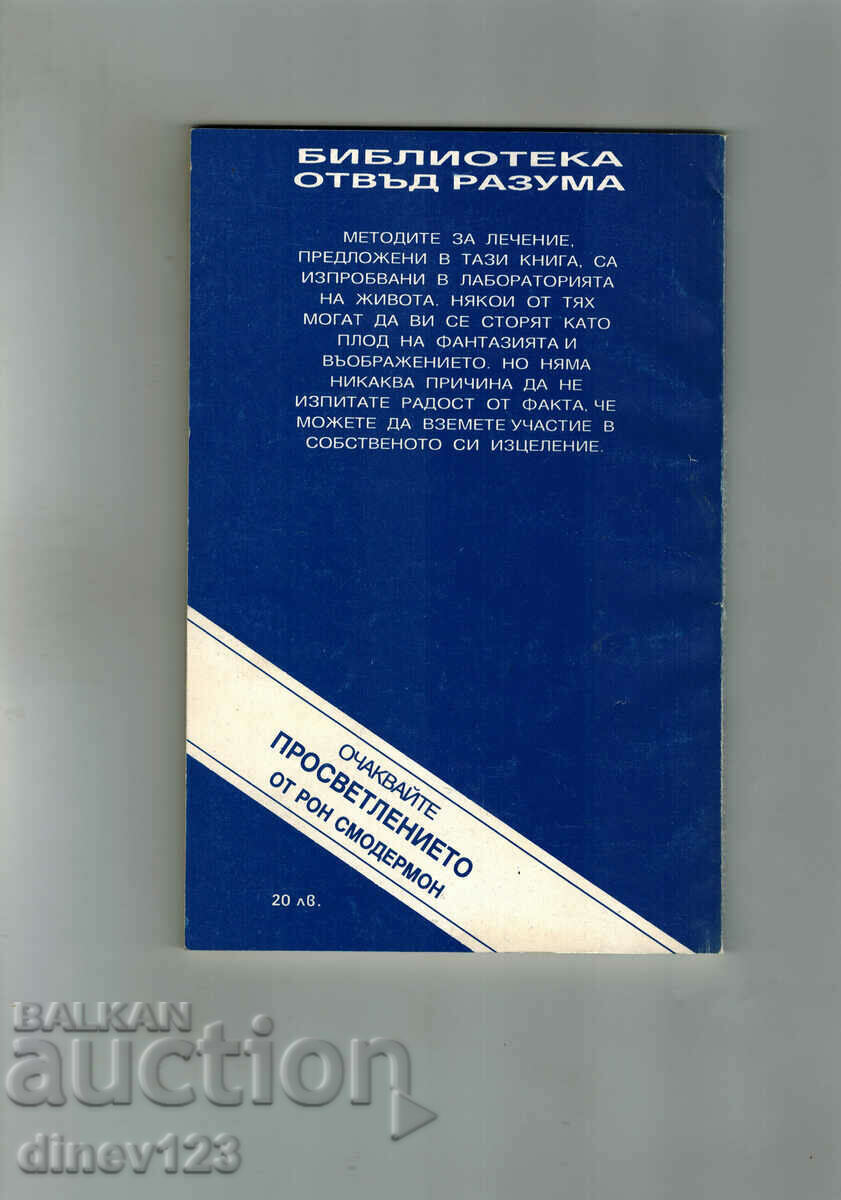 БИБЛИОТЕКА
ОТВЪД РАЗУМА
МЕТОДИТЕ ЗА ЛЕЧЕНИЕ,
ПРЕДЛОЖЕНИ В ТАЗИ КНИГА, СА
ИЗПРОБВАНИ В ЛАБОРАТОРИЯТА
НА ЖИВОТА. НЯКОИ ОТ ТЯХ
МОГАТ ДА ВИ СЕ СТОРЯТ КАТО
ПЛОД НА ФАНТАЗИЯТА И
ВЪОБРАЖЕНИЕТО. НО НЯМА
НИКАКВА ПРИЧИНА ДА НЕ
ИЗПИТАТЕ РАДОСТ ОТ ФАКТА, ЧЕ
МОЖЕТЕ ДА ВЗЕМЕТЕ УЧАСТИЕ В
СОБСТВЕНОТО СИ ИЗЦЕЛЕНИЕ.
ОЧАКВАЙТЕ
ПРОСВЕТЛЕНИЕТО
ОТ РОН СМОДЕРМОН
20 лв.
BALKAN
auction
dinev123